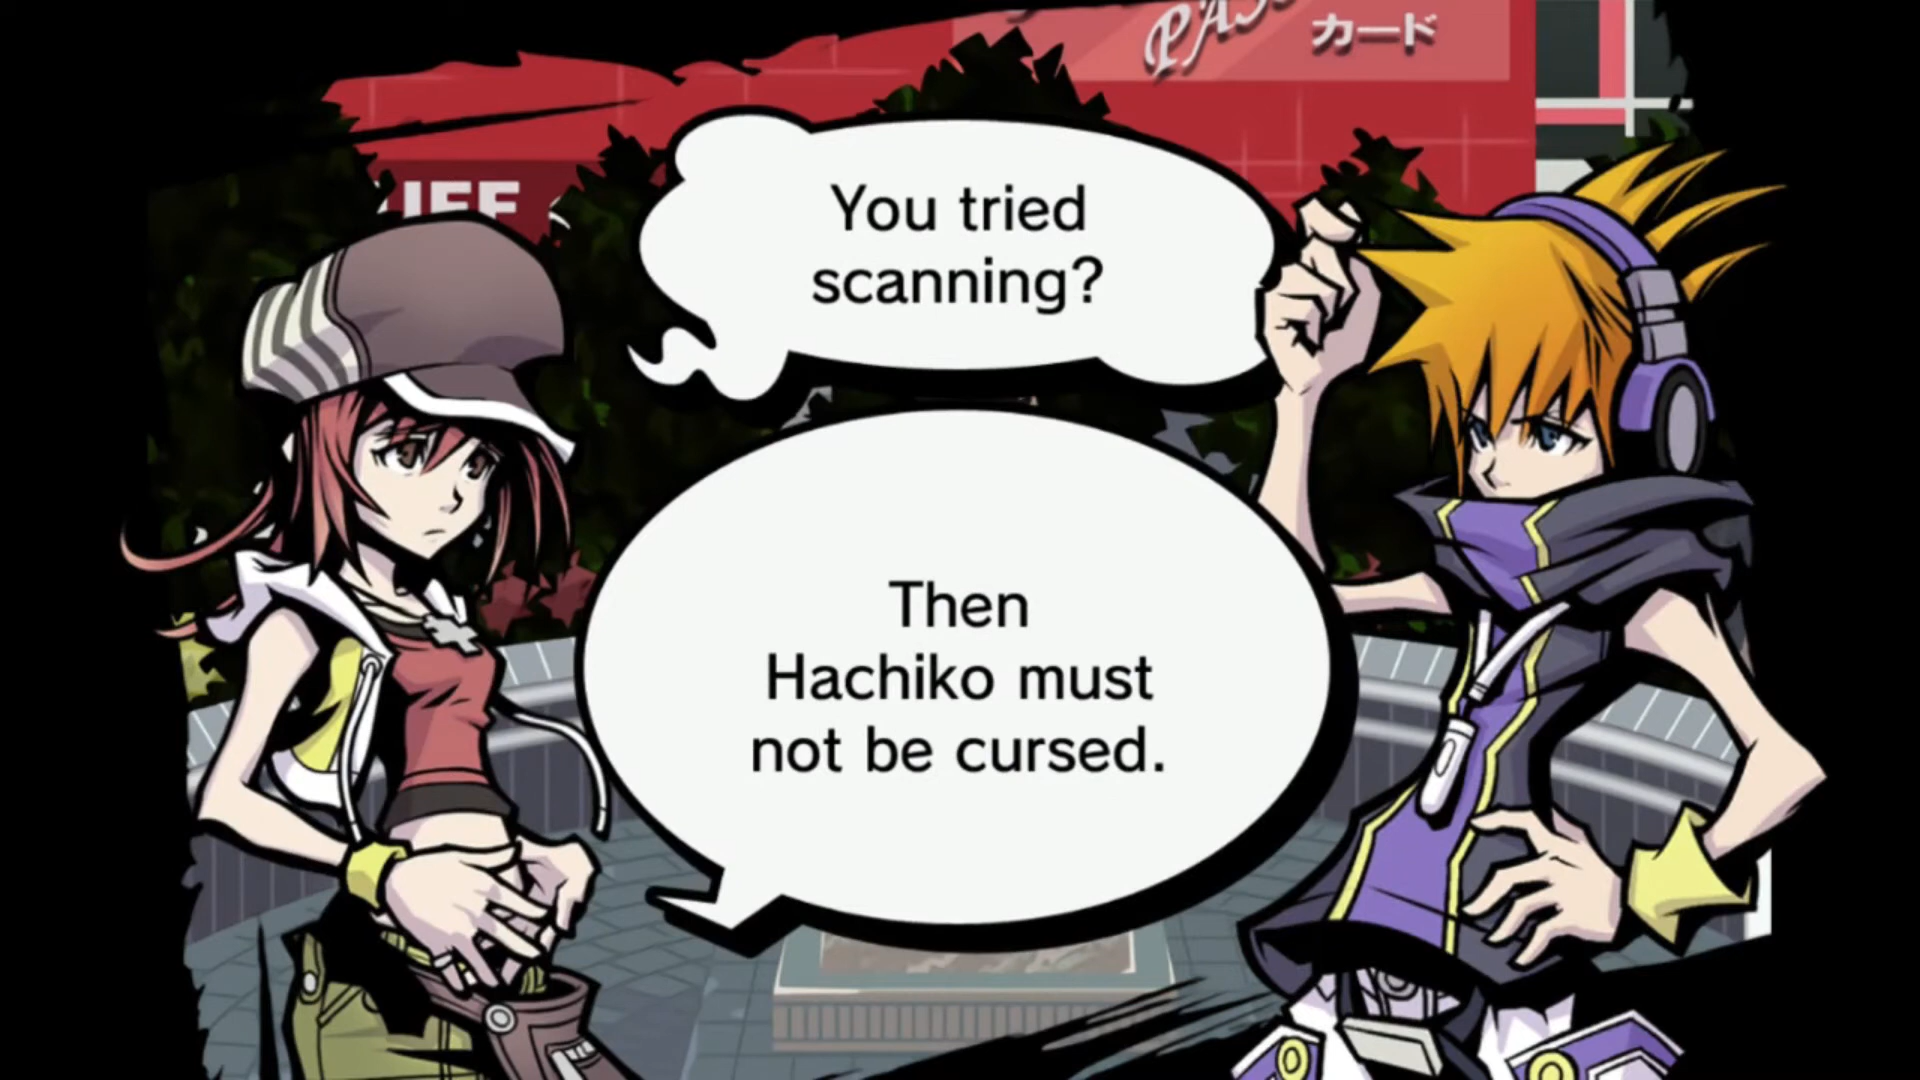 カード
You tried
scanning?
Then
Hachiko must
not be cursed.